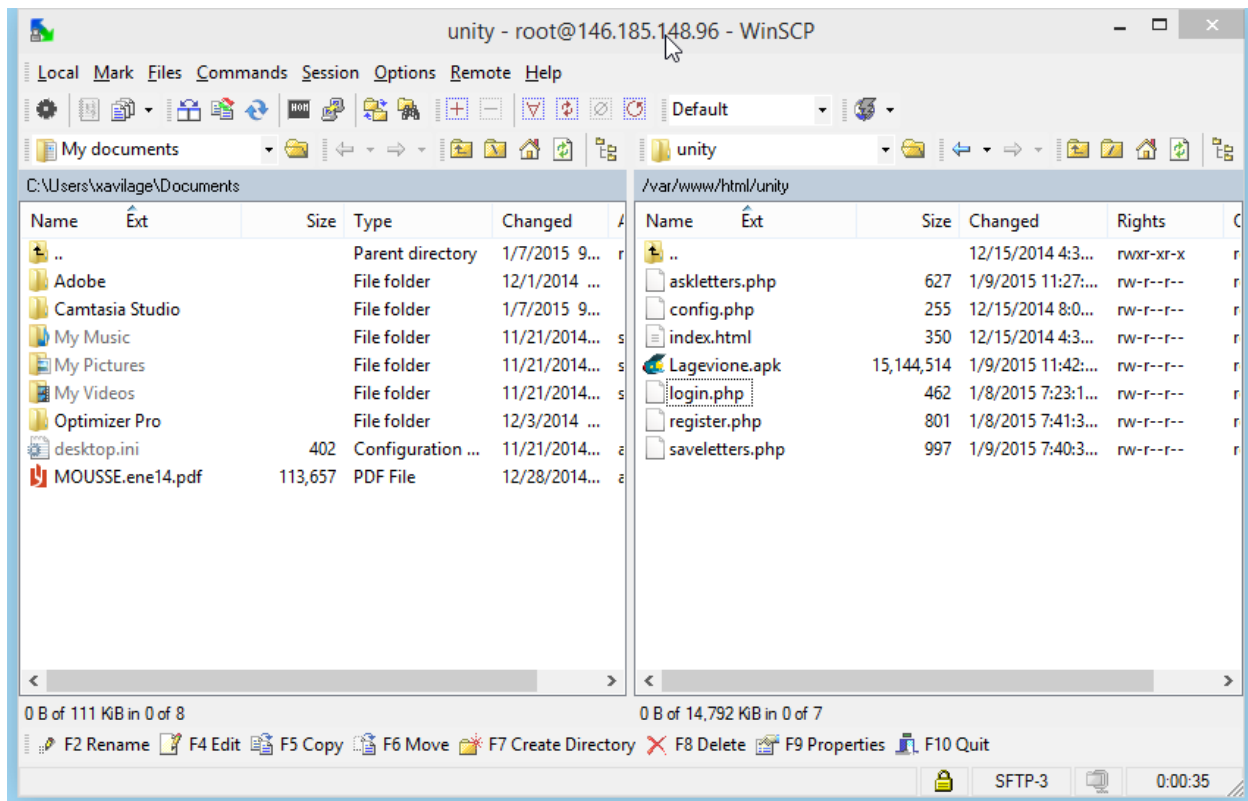 unity - root@146.185.148.96 - WinSCP
Local Mark Files Commands Session Options Remote Help
Default
My documents
unity
C:\Users\xavilage\Documents
/var/www/html/unity
Name Ext Size Type Changed
Name Ext Size Changed Rights
.. Parent directory 1/7/2015 9...
Adobe File folder 12/1/2014 ...
Camtasia Studio File folder 1/7/2015 9...
My Music File folder 11/21/2014...
My Pictures File folder 11/21/2014...
My Videos File folder 11/21/2014...
Optimizer Pro File folder 12/3/2014 ...
desktop.ini 402 Configuration ... 11/21/2014...
MOUSSE.ene14.pdf 113,657 PDF File 12/28/2014...
.. 12/15/2014 4:3... rwxr-xr-x
askletters.php 627 1/9/2015 11:27:... rw-r--r--
config.php 255 12/15/2014 8:0... rw-r--r--
index.html 350 12/15/2014 4:3... rw-r--r--
Lagevione.apk 15,144,514 1/9/2015 11:42:... rw-r--r--
login.php 462 1/8/2015 7:23:1... rw-r--r--
register.php 801 1/8/2015 7:41:3... rw-r--r--
saveletters.php 997 1/9/2015 7:40:3... rw-r--r--
0 B of 111 KiB in 0 of 8
0 B of 14,792 KiB in 0 of 7
F2 Rename F4 Edit F5 Copy F6 Move F7 Create Directory F8 Delete F9 Properties F10 Quit
SFTP-3 0:00:35